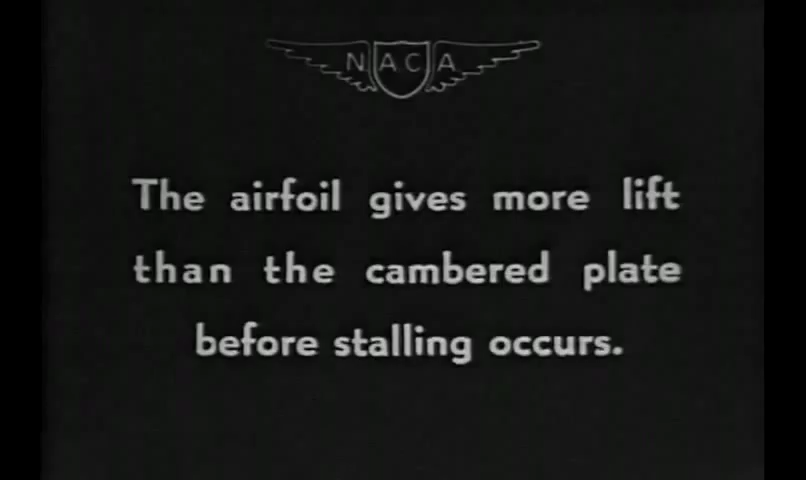 NACA
The airfoil gives more lift
than the cambered plate
before stalling occurs.